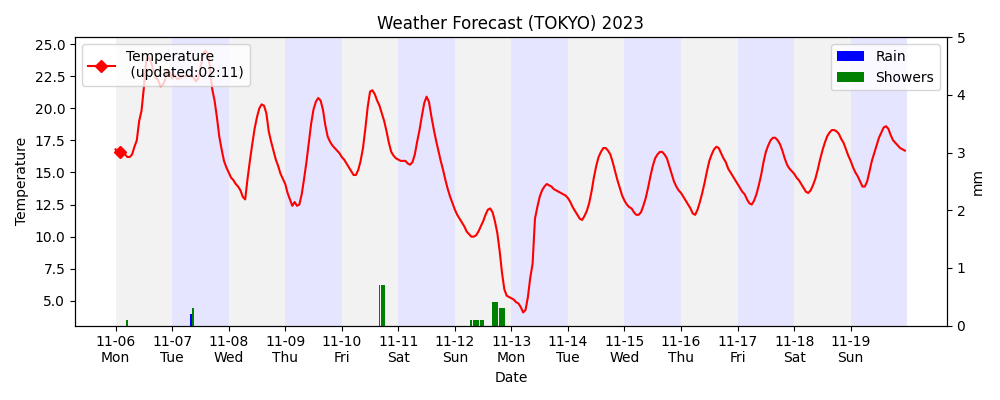 Weather Forecast (TOKYO) 2023
Temperature
(updated:02:11)
Rain
Showers
Temperature
25.0
22.5
20.0
17.5
15.0
12.5
10.0
7.5
5.0
5
4
3
2
1
0
mm
11-06 11-07 11-08 11-09 11-10 11-11 11-12 11-13 11-14 11-15 11-16 11-17 11-18 11-19
Mon Tue Wed Thu Fri Sat Sun Mon Tue Wed Thu Fri Sat Sun
Date